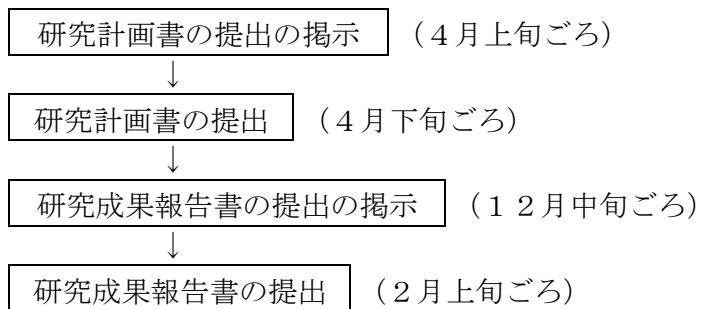 研究計画書の提出の掲示 （４月上旬ごろ）
↓
研究計画書の提出 （４月下旬ごろ）
↓
研究成果報告書の提出の掲示 （１２月中旬ごろ）
↓
研究成果報告書の提出 （２月上旬ごろ）